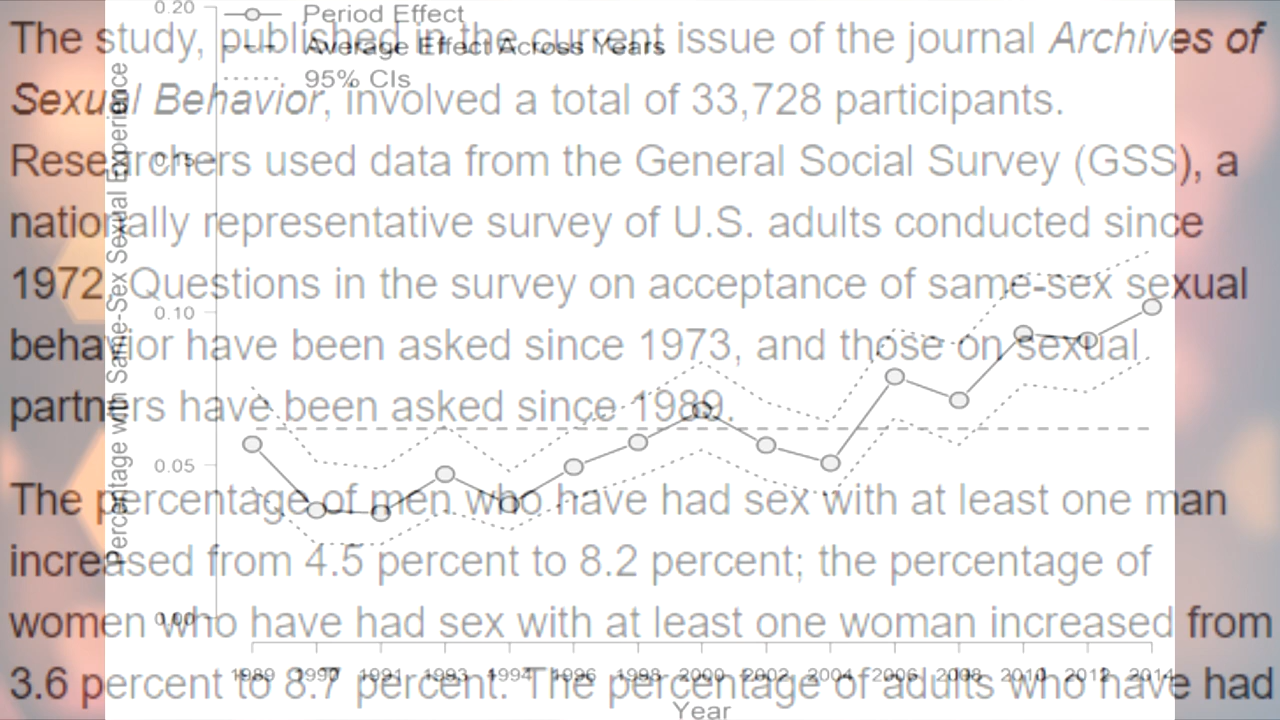 The study, published in the current issue of the journal Archives of
Sexual Behavior, involved a total of 33,728 participants.
Researchers used data from the General Social Survey (GSS), a
nationally representative survey of U.S. adults conducted since
1972. Questions in the survey on acceptance of same-sex sexual
behavior have been asked since 1973, and those on sexual
partners have been asked since 1989.
The percentage of men who have had sex with at least one man
increased from 4.5 percent to 8.2 percent; the percentage of
women who have had sex with at least one woman increased from
3.6 percent to 8.7 percent. The percentage of adults who have had
Period Effect
Average Effect Across Years
95% CIs
Percentage with Same-Sex Sexual Experience
0.20
0.15
0.10
0.05
0.00
1989 1990 1991 1993 1994 1996 1998 2000 2002 2004 2006 2008 2010 2012 2014
Year